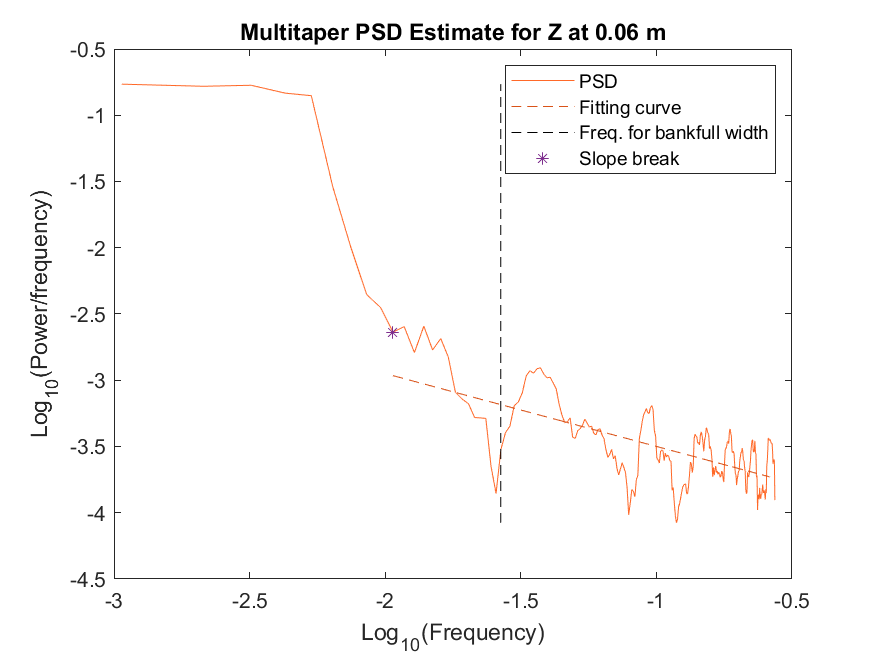 Multitaper PSD Estimate for Z at 0.06 m
PSD
Fitting curve
Freq. for bankfull width
Slope break
-0.5
-1
-1.5
-2
-2.5
-3
-3.5
-4
-4.5
Log10(Power/frequency)
-3
-2.5
-2
-1.5
-1
-0.5
Log10(Frequency)